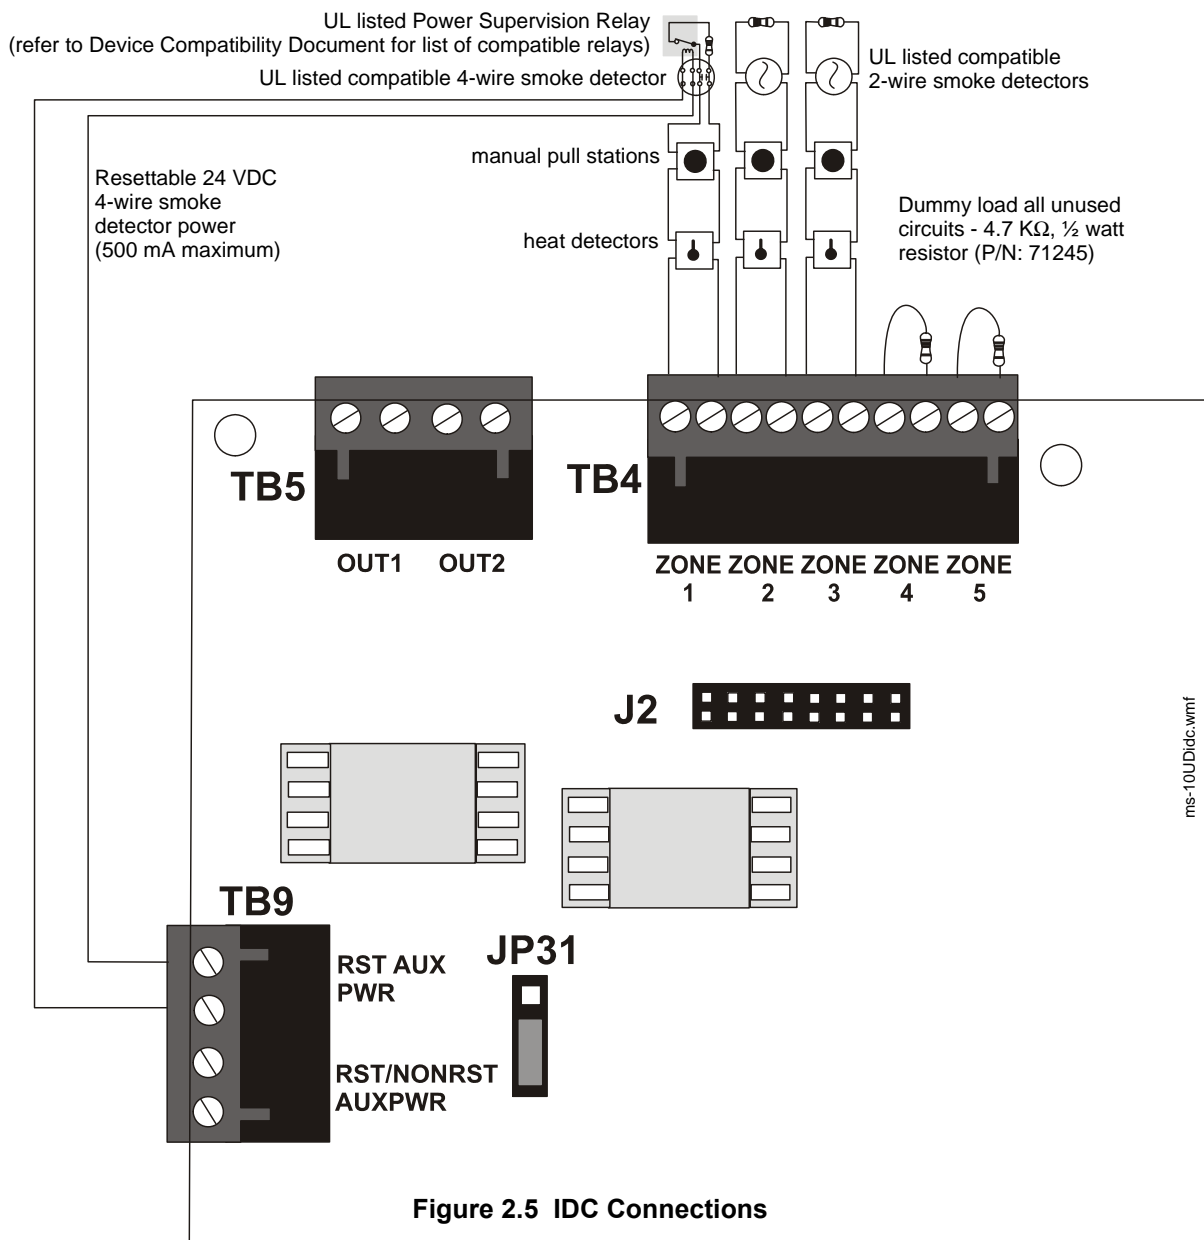 UL listed Power Supervision Relay
(refer to Device Compatibility Document for list of compatible relays)
UL listed compatible 4-wire smoke detector
UL listed compatible
2-wire smoke detectors
manual pull stations
Resettable 24 VDC
4-wire smoke
detector power
(500 mA maximum)
heat detectors
Dummy load all unused
circuits - 4.7 KΩ, ½ watt
resistor (P/N: 71245)
TB5
TB4
OUT1 OUT2
ZONE ZONE ZONE ZONE ZONE
1 2 3 4 5
J2
ms-10UDidc.wmf
TB9
JP31
RST AUX
PWR
RST/NONRST
AUXPWR
Figure 2.5 IDC Connections